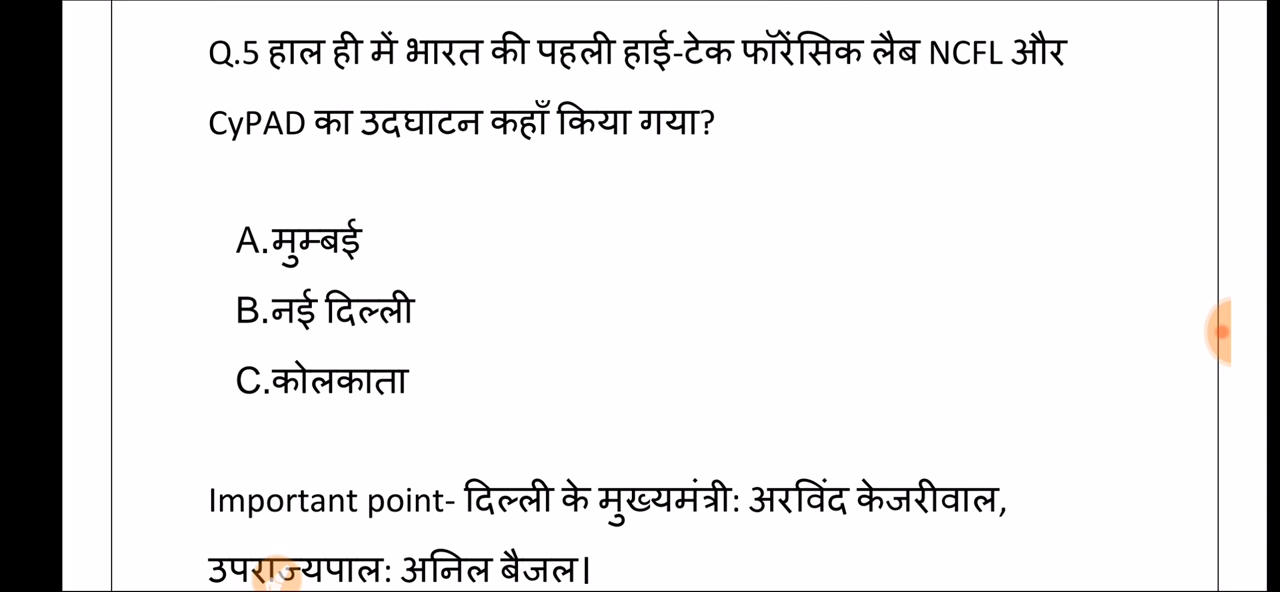 Q.5 हाल ही में भारत की पहली हाई-टेक फॉरेंसिक लैब NCFL और
CyPAD का उदघाटन कहाँ किया गया?
A.मुम्बई
B.नई दिल्ली
C.कोलकाता
Important point- दिल्ली के मुख्यमंत्री: अरविंद केजरीवाल,
उपराज्यपाल: अनिल बैजल।